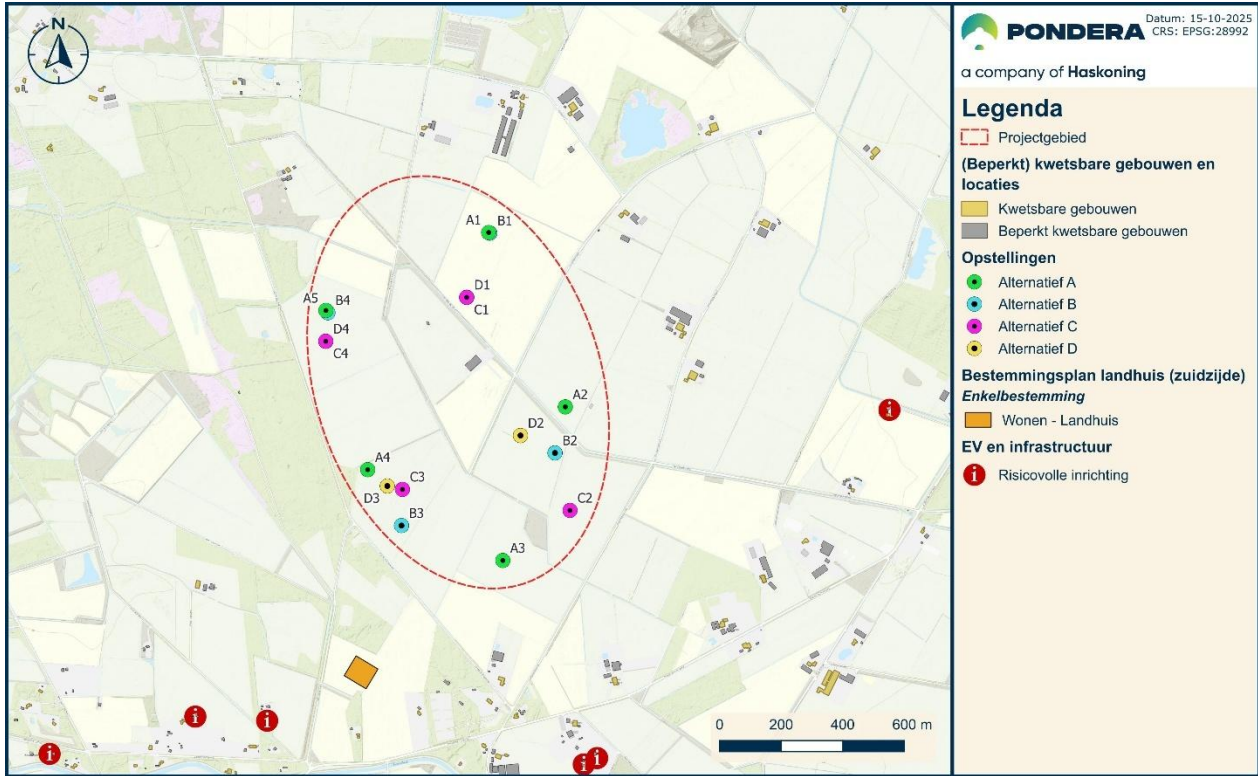 N
A1 B1
D1
C1
A5 B4
D4
C4
A2
D2
B2
A4
C3
D3
B3
C2
A3
0 200 400 600 m
PONDERA
Datum: 15-10-2025
CRS: EPSG:28992
a company of Haskoning
Legenda
Projectgebied
(Beperkt) kwetsbare gebouwen en
locaties
Kwetsbare gebouwen
Beperkt kwetsbare gebouwen
Opstellingen
Alternatief A
Alternatief B
Alternatief C
Alternatief D
Bestemmingsplan landhuis (zuidzijde)
Enkelbestemming
Wonen - Landhuis
EV en infrastructuur
Risicovolle inrichting